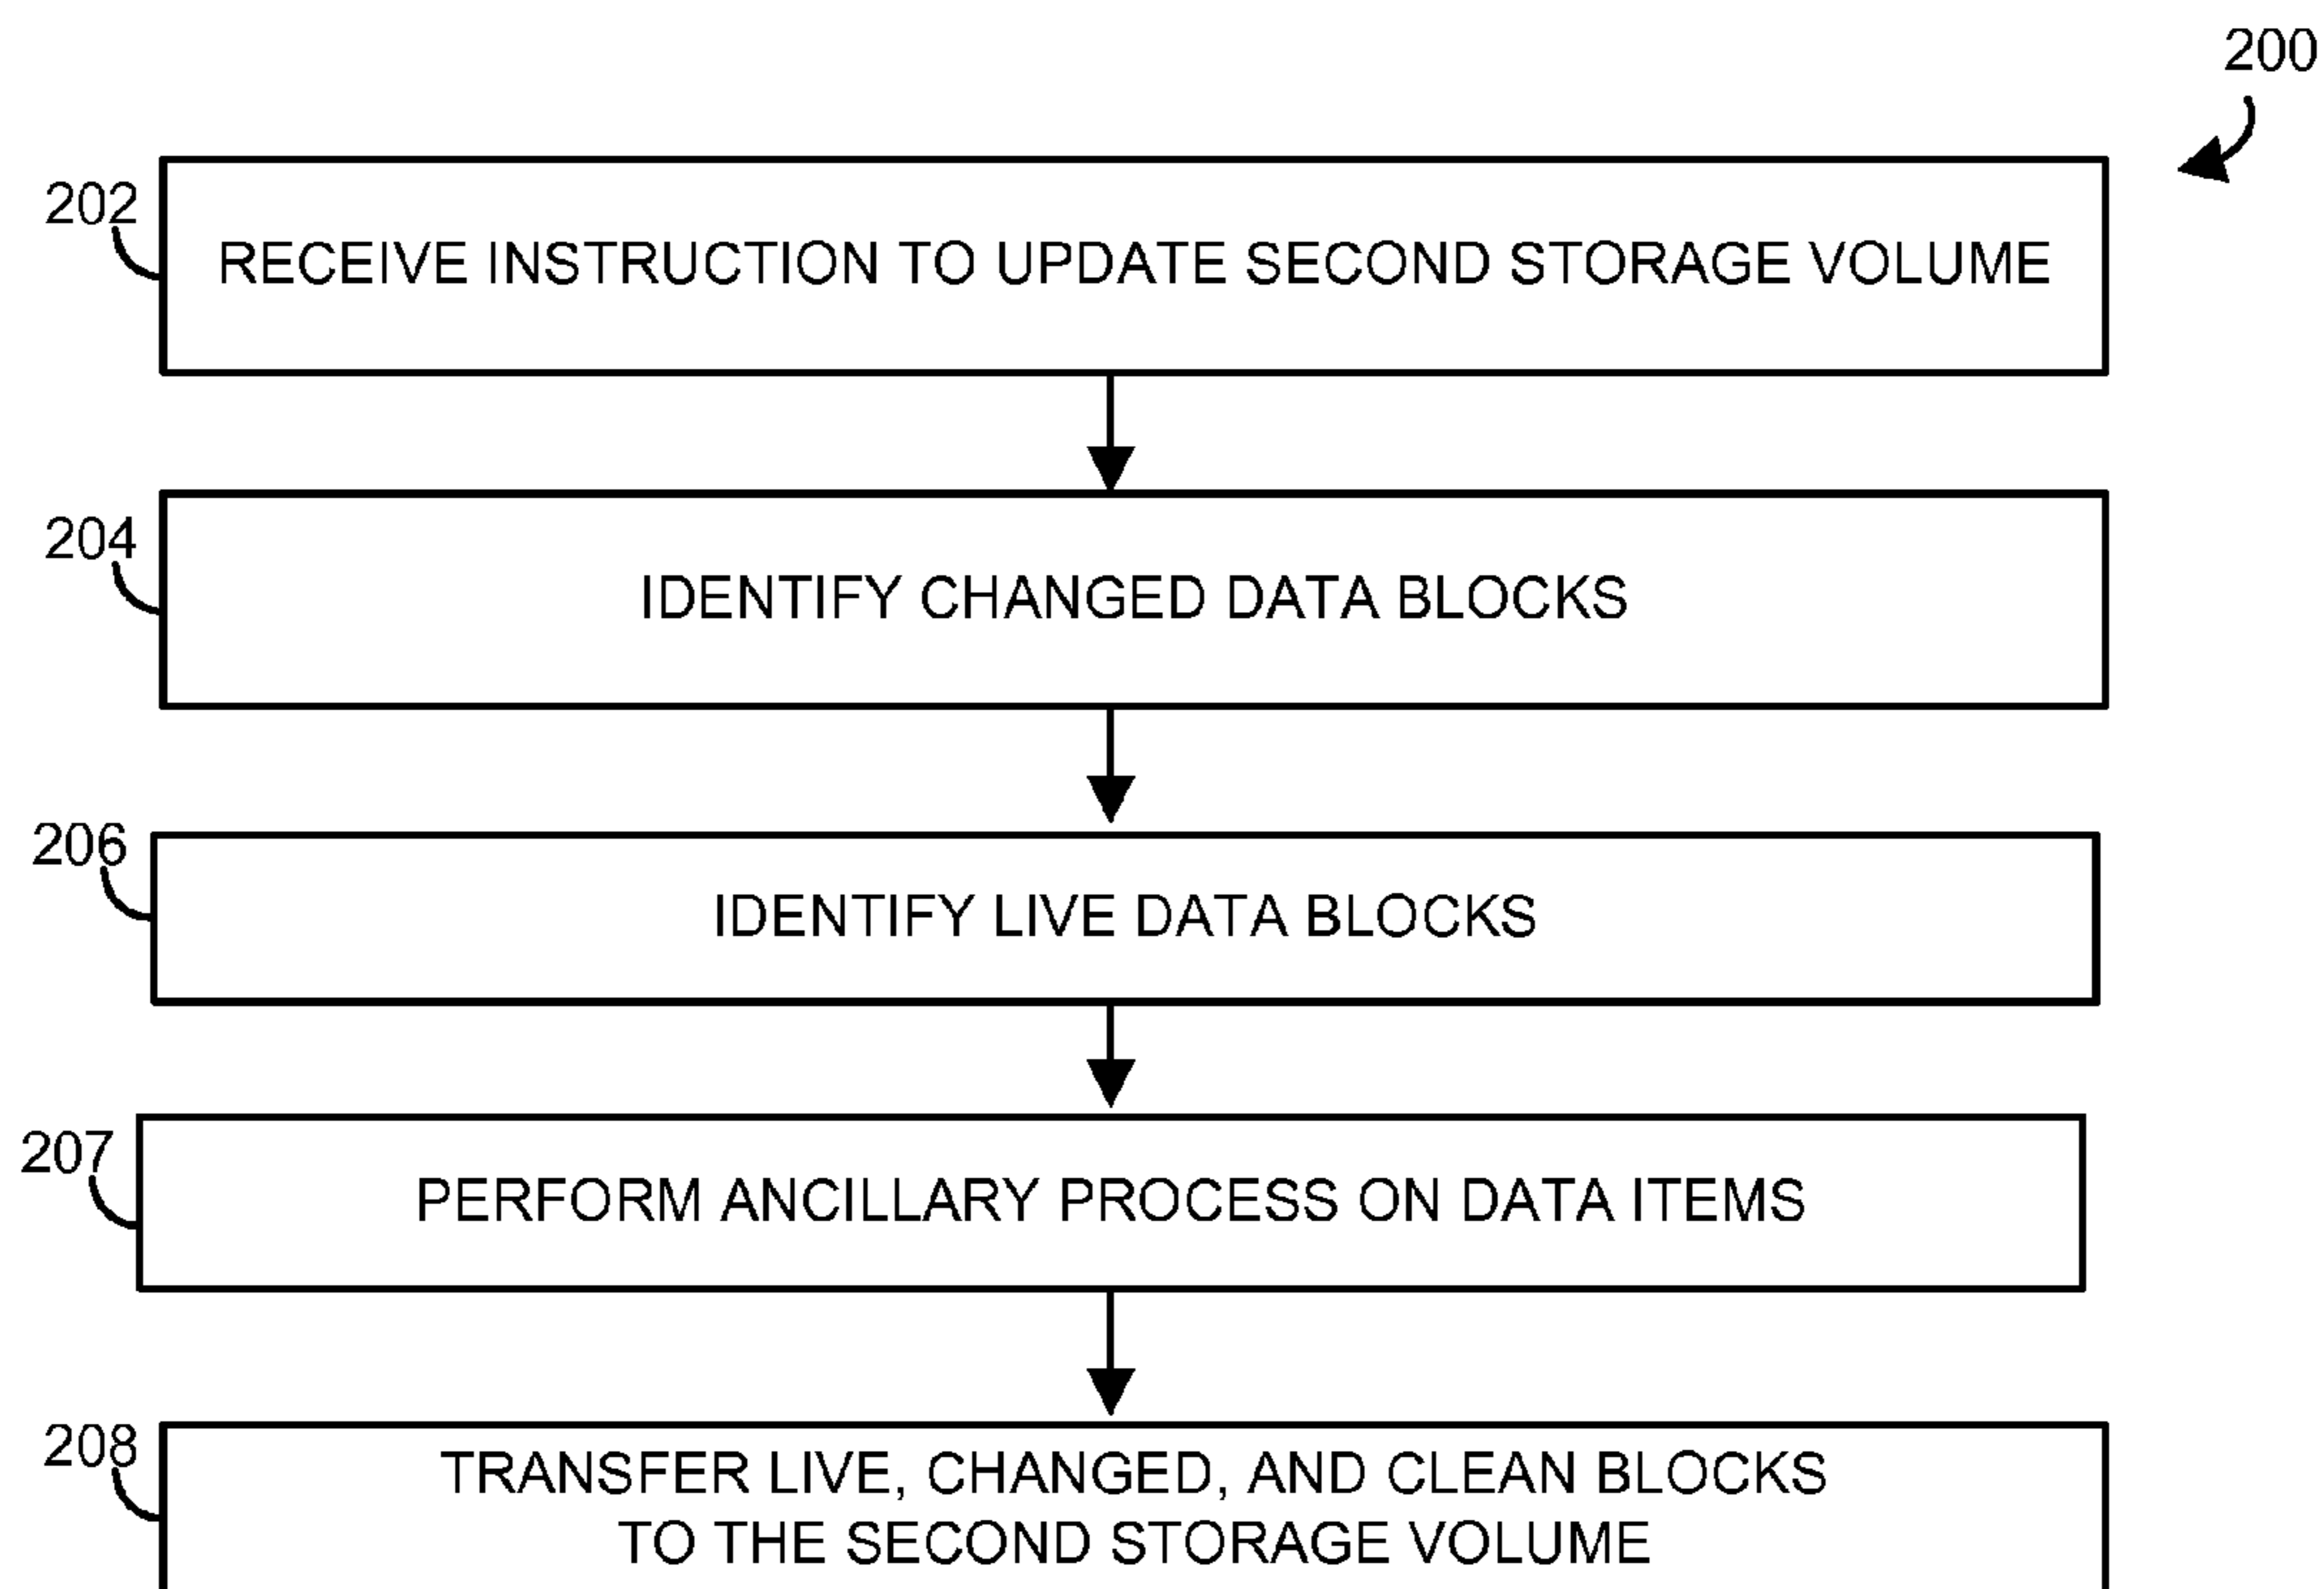 200
202
RECEIVE INSTRUCTION TO UPDATE SECOND STORAGE VOLUME
204
IDENTIFY CHANGED DATA BLOCKS
206
IDENTIFY LIVE DATA BLOCKS
207
PERFORM ANCILLARY PROCESS ON DATA ITEMS
208
TRANSFER LIVE, CHANGED, AND CLEAN BLOCKS
TO THE SECOND STORAGE VOLUME